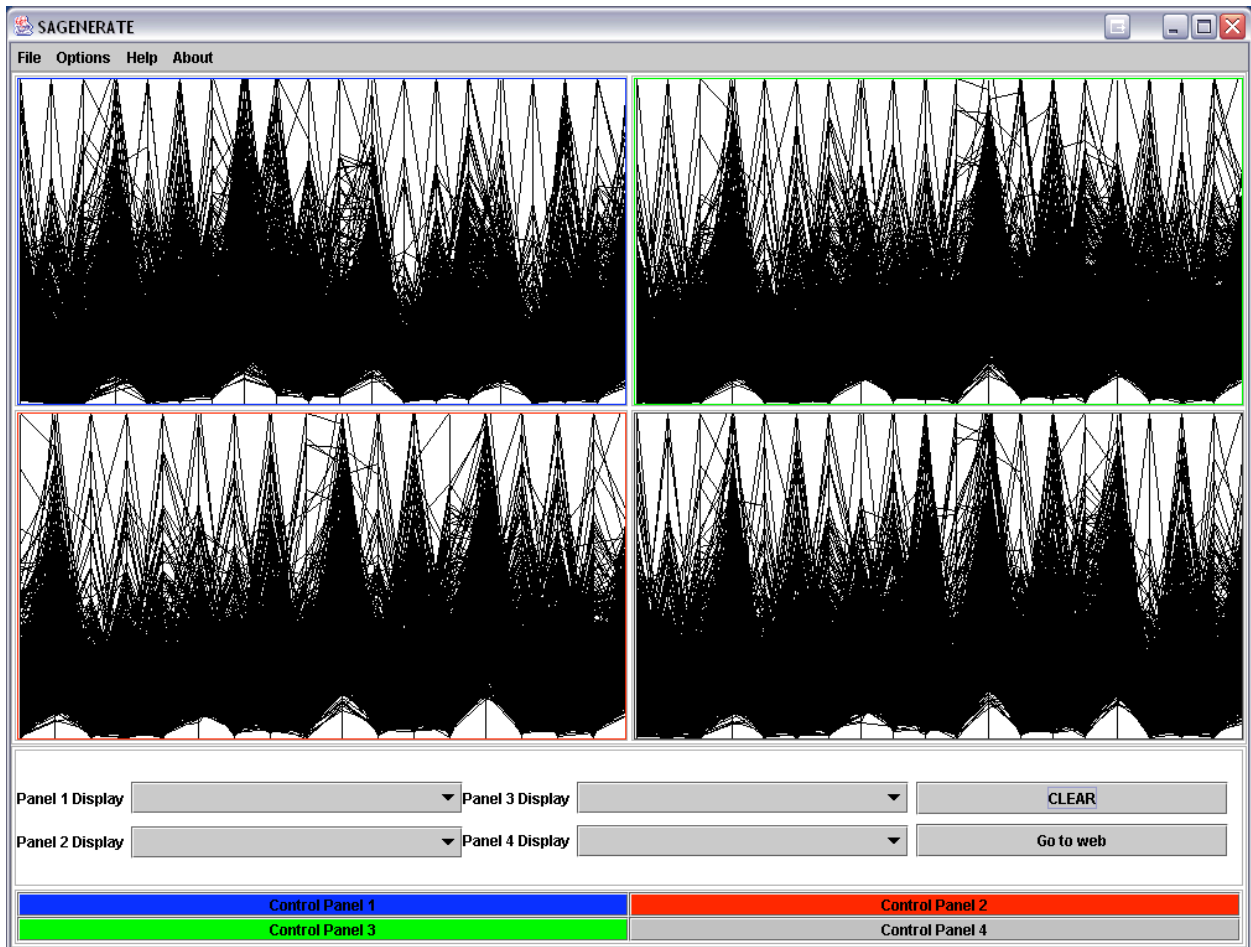 SAGENERATE
File Options Help About
Panel 1 Display Panel 3 Display CLEAR
Panel 2 Display Panel 4 Display Go to web
Control Panel 1 Control Panel 2
Control Panel 3 Control Panel 4